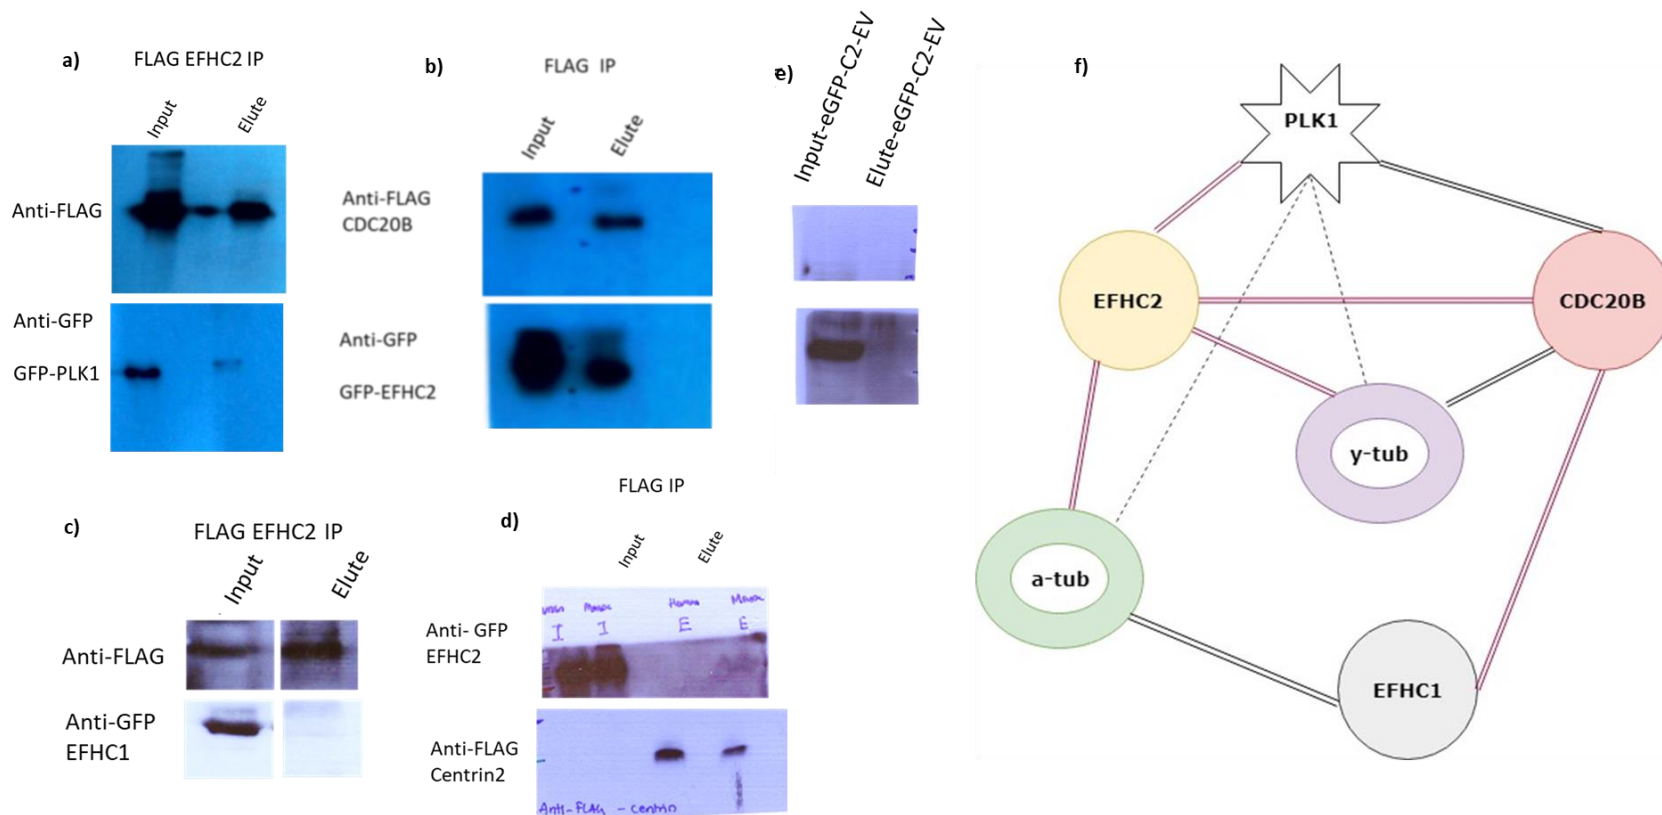 a)
FLAG EFHC2 IP
Input
Elute
Anti-FLAG
Anti-GFP
GFP-PLK1
b)
FLAG IP
Input
Elute
Anti-FLAG
CDC20B
Anti-GFP
GFP-EFHC2
e)
Input-eGFP-C2-EV
Elute-eGFP-C2-EV
c)
FLAG EFHC2 IP
Input
Elute
Anti-FLAG
Anti-GFP
EFHC1
d)
FLAG IP
Input
Elute
Mouse
Mouse
I I E E
Anti- GFP
EFHC2
Anti-FLAG
Centrin2
Anti-FLAG - centrin
f)
PLK1
EFHC2
CDC20B
y-tub
a-tub
EFHC1